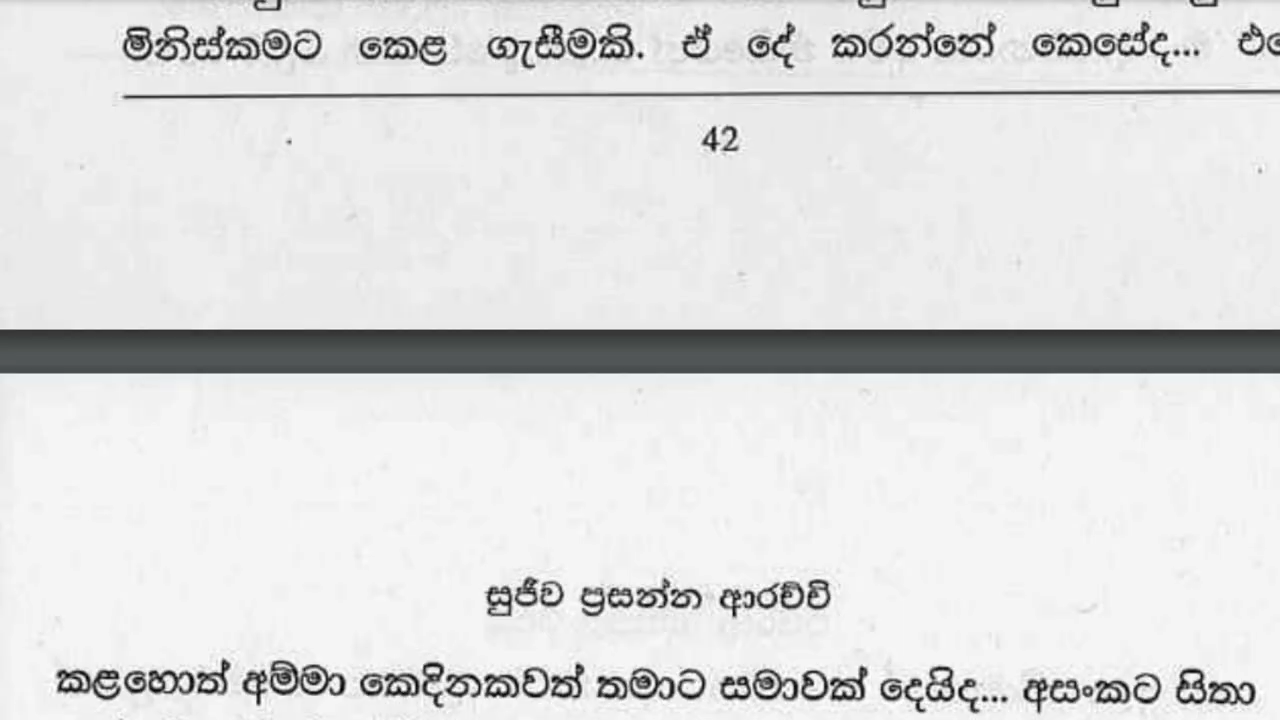 මිනිස්කමට කෙළ ගැසීමකි. ඒ දේ කරන්නේ කෙසේද...
42
සුජීව ප්‍රසන්න ආරච්චි
කළහොත් අම්මා කෙදිනකවත් තමාට සමාවක් දෙයිද... අසංකට සිතා